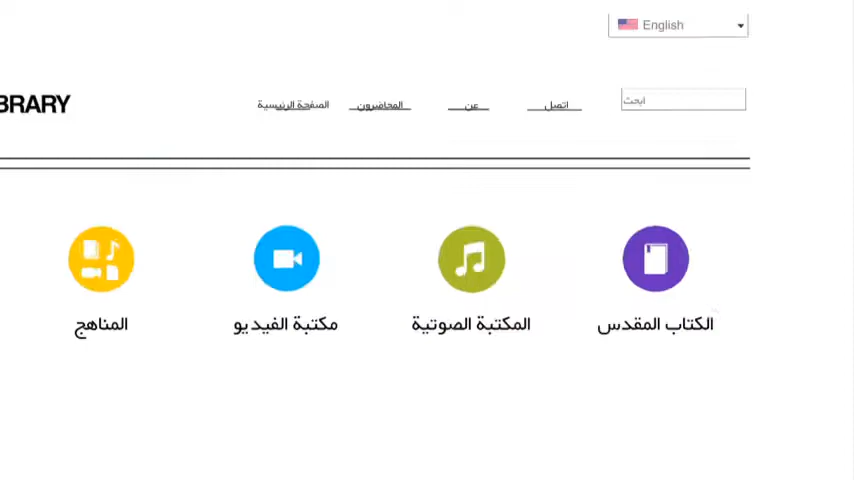 English
BRARY
الصفحة الرئيسية
المحاضرون
عن
اتصل
ابحث
الكتاب المقدس
المكتبة الصوتية
مكتبة الفيديو
المناهج